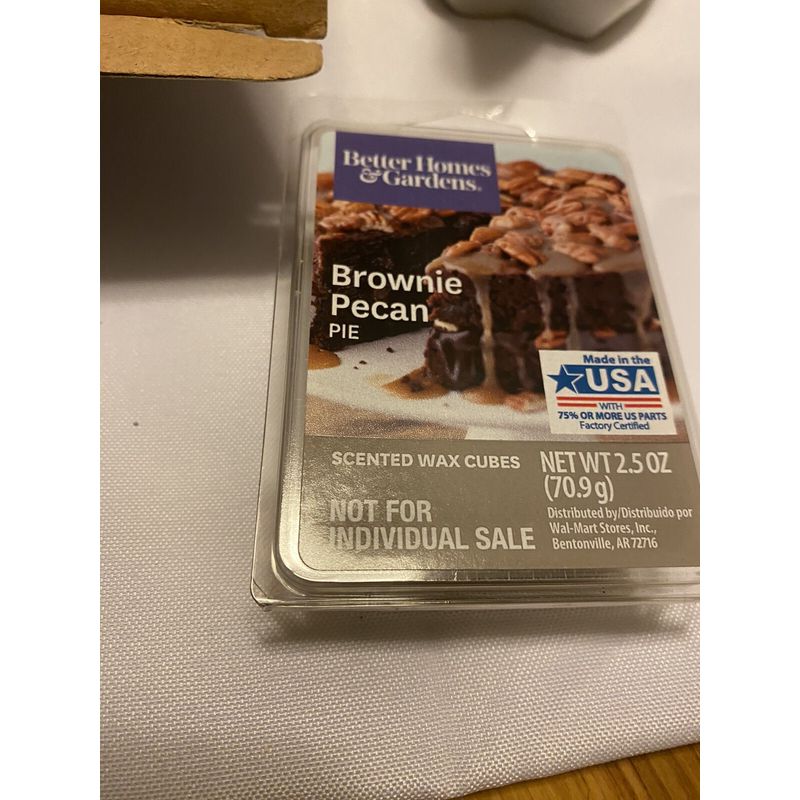 Better Homes
& Gardens®
Brownie
Pecan
PIE
Made in the
USA
WITH
75% OR MORE US PARTS
Factory Certified
SCENTED WAX CUBES
NET WT 2.5 OZ
(70.9 g)
NOT FOR
INDIVIDUAL SALE
Distributed by/Distribuido por
Wal-Mart Stores, Inc.,
Bentonville, AR 72716